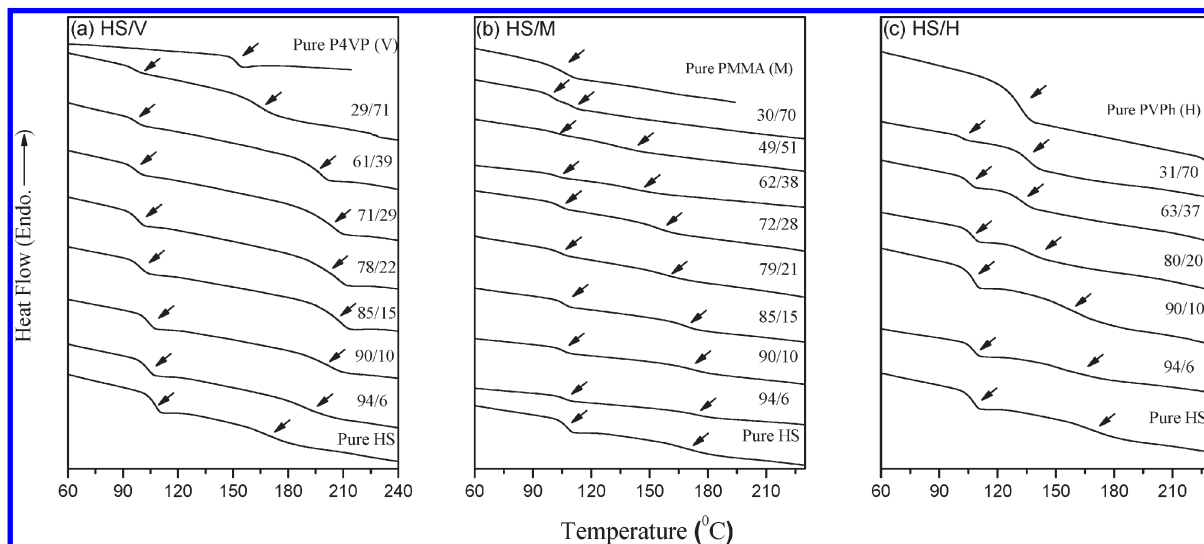 (a) HS/V
Pure P4VP (V)
29/71
61/39
71/29
78/22
85/15
90/10
94/6
Pure HS
60 90 120 150 180 210 240
(b) HS/M
Pure PMMA (M)
30/70
49/51
62/38
72/28
79/21
85/15
90/10
94/6
Pure HS
60 90 120 150 180 210
(c) HS/H
Pure PVPh (H)
31/70
63/37
80/20
90/10
94/6
Pure HS
60 90 120 150 180 210
Heat Flow (Endo.
Temperature (⁰C)